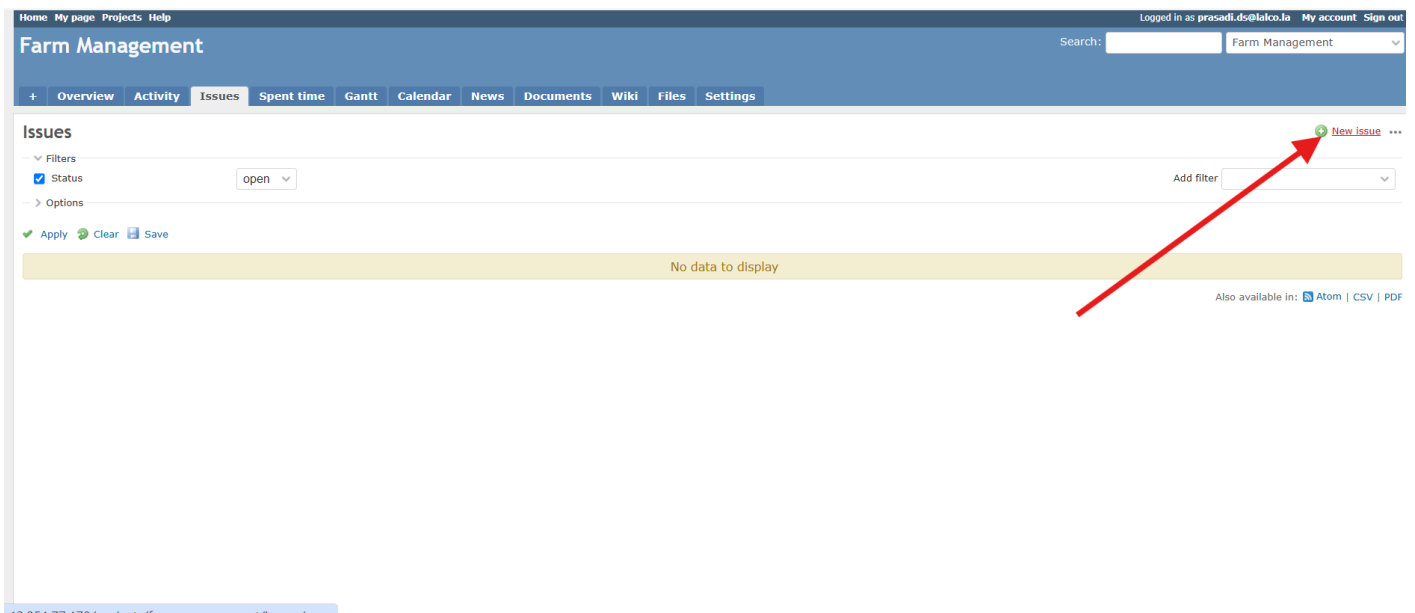 Home My page Projects Help Logged in as prasadi.ds@lalco.la My account Sign out
Farm Management Search: Farm Management
+ Overview Activity Issues Spent time Gantt Calendar News Documents Wiki Files Settings
Issues New issue
Filters
Status open Add filter
Options
Apply Clear Save
No data to display
Also available in: Atom | CSV | PDF